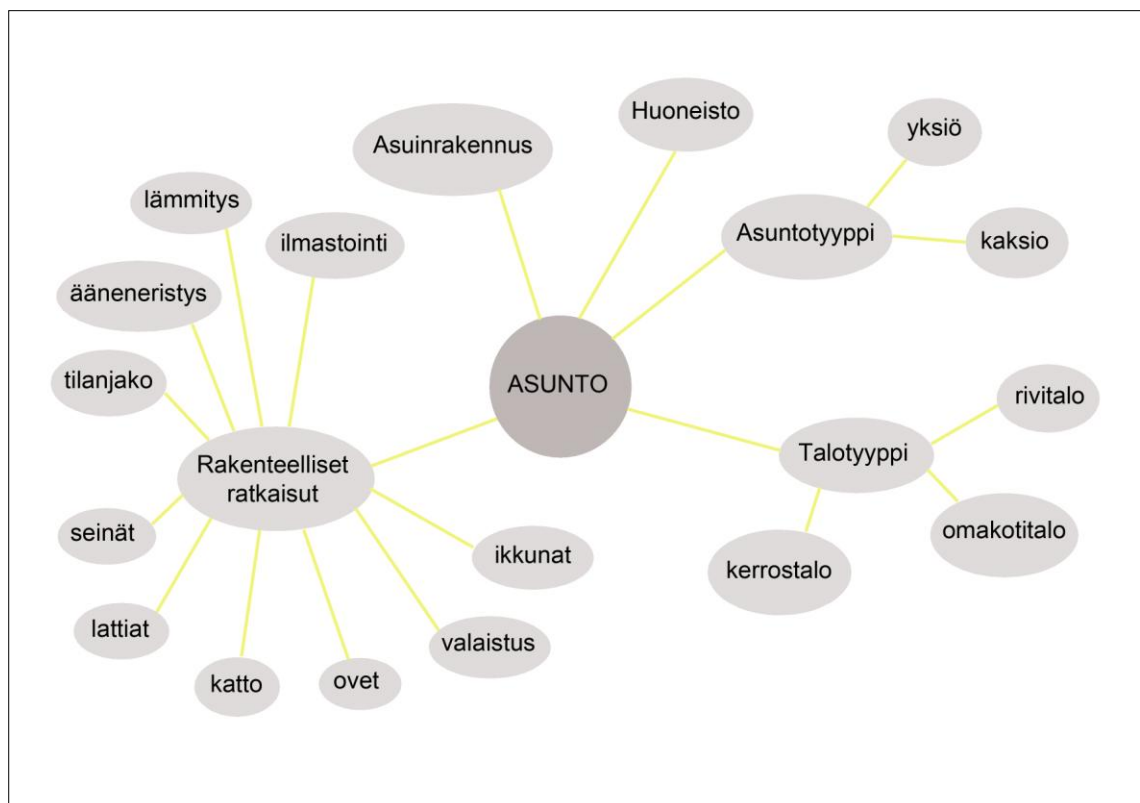 Huoneisto
yksiö
Asuinrakennus
lämmitys
ilmastointi
Asuntotyyppi
kaksio
ääneneristys
tilanjako
ASUNTO
rivitalo
Talotyyppi
Rakenteelliset
ratkaisut
seinät
ikkunat
omakotitalo
kerrostalo
lattiat
valaistus
katto
ovet